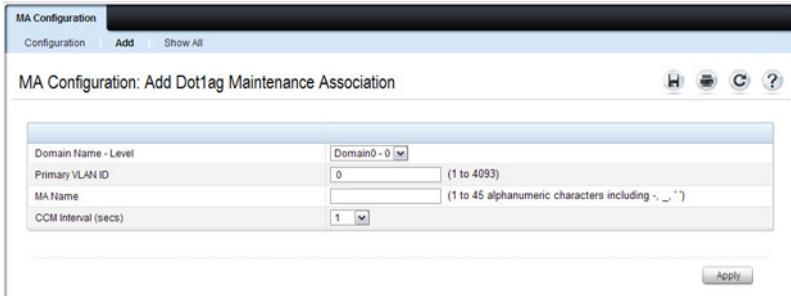 MA Configuration
Configuration Add Show All
MA Configuration: Add Dot1ag Maintenance Association
?
Domain Name - Level Domain0 - 0
Primary VLAN ID 0 (1 to 4093)
MA Name (1 to 45 alphanumeric characters including -, _, ' ')
CCM Interval (secs) 1
Apply